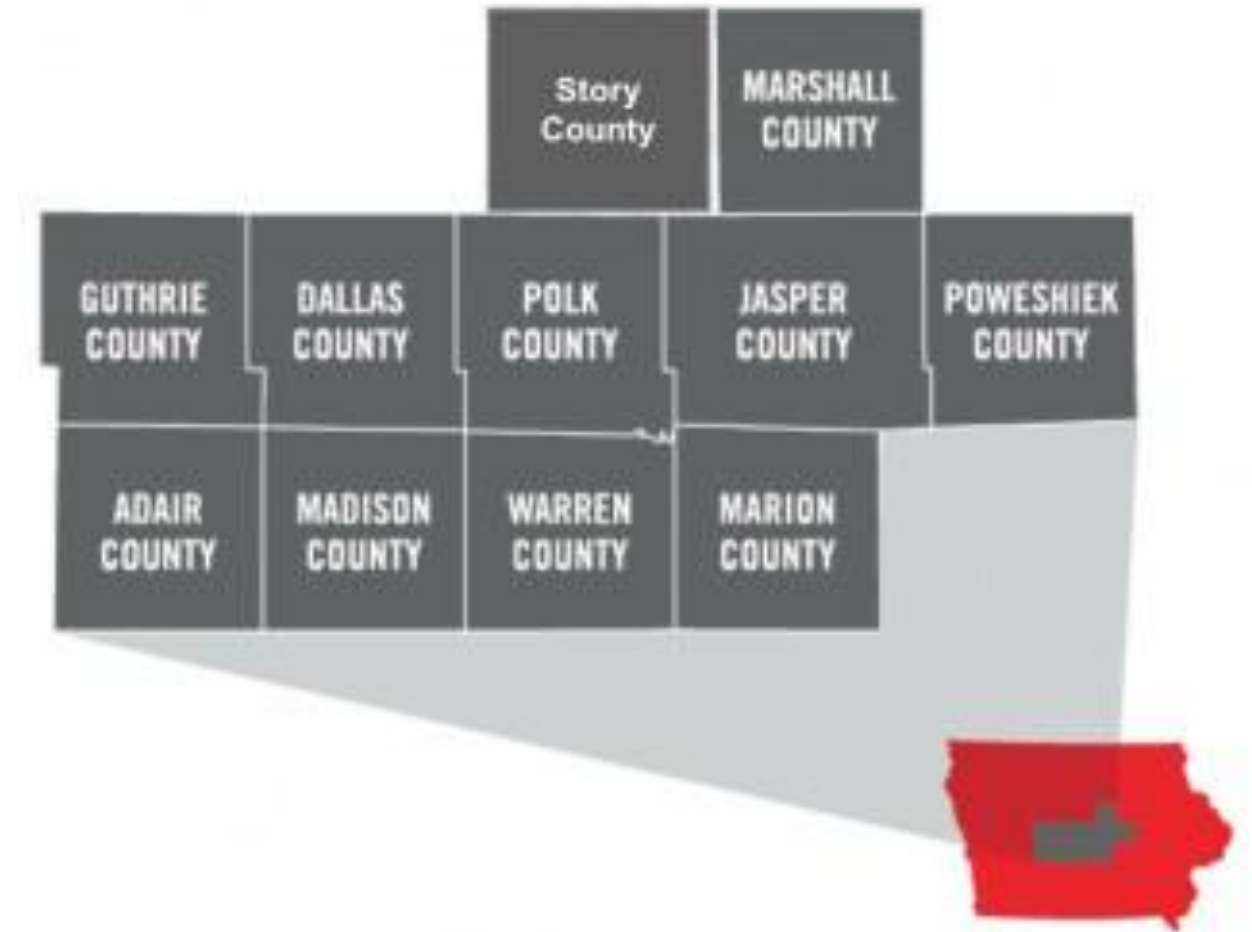 Story
County
MARSHALL
COUNTY
GUTHRIE
COUNTY
DALLAS
COUNTY
POLK
COUNTY
JASPER
COUNTY
POWESHIEK
COUNTY
ADAIR
COUNTY
MADISON
COUNTY
WARREN
COUNTY
MARION
COUNTY